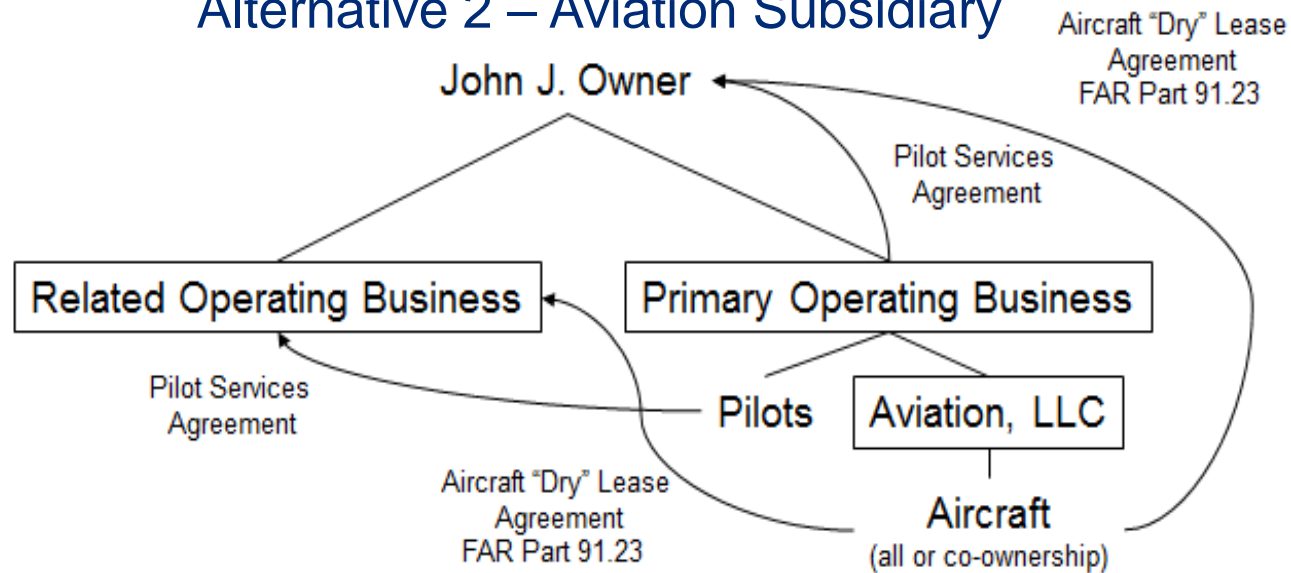 Alternative 2 – Aviation Subsidiary
Aircraft “Dry” Lease
Agreement
FAR Part 91.23
John J. Owner
Pilot Services
Agreement
Related Operating Business
Primary Operating Business
Pilot Services
Agreement
Pilots
Aviation, LLC
Aircraft “Dry” Lease
Agreement
FAR Part 91.23
Aircraft
(all or co-ownership)